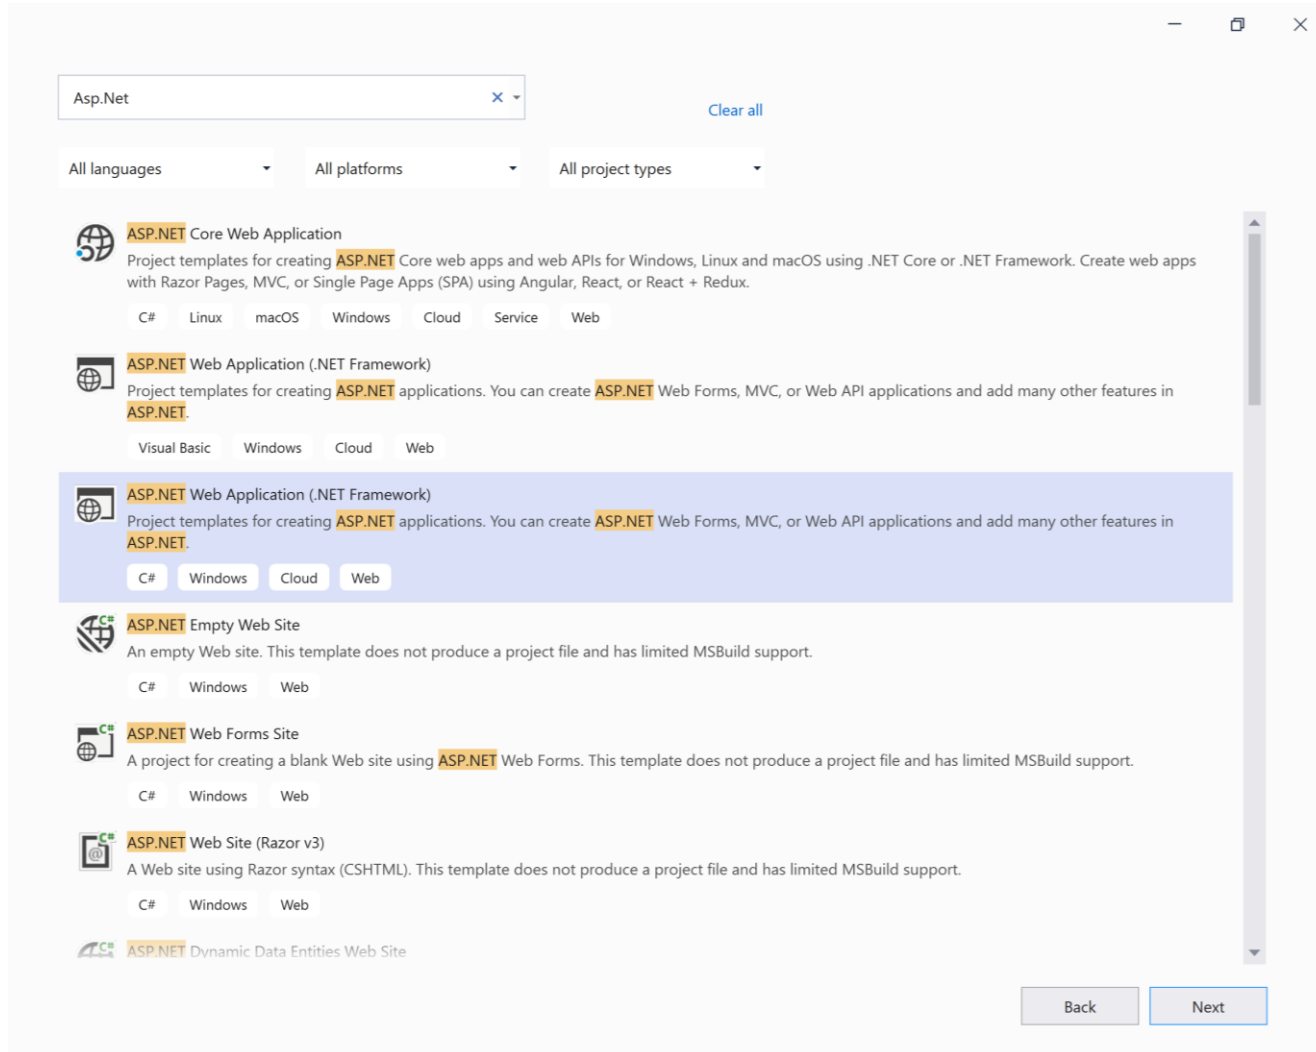 Asp.Net
Clear all
All languages
All platforms
All project types
ASP.NET Core Web Application
Project templates for creating ASP.NET Core web apps and web APIs for Windows, Linux and macOS using .NET Core or .NET Framework. Create web apps
with Razor Pages, MVC, or Single Page Apps (SPA) using Angular, React, or React + Redux.
C# Linux macOS Windows Cloud Service Web
ASP.NET Web Application (.NET Framework)
Project templates for creating ASP.NET applications. You can create ASP.NET Web Forms, MVC, or Web API applications and add many other features in
ASP.NET.
Visual Basic Windows Cloud Web
ASP.NET Web Application (.NET Framework)
Project templates for creating ASP.NET applications. You can create ASP.NET Web Forms, MVC, or Web API applications and add many other features in
ASP.NET.
C# Windows Cloud Web
C#
ASP.NET Empty Web Site
An empty Web site. This template does not produce a project file and has limited MSBuild support.
C# Windows Web
C#
ASP.NET Web Forms Site
A project for creating a blank Web site using ASP.NET Web Forms. This template does not produce a project file and has limited MSBuild support.
C# Windows Web
C#
@
ASP.NET Web Site (Razor v3)
A Web site using Razor syntax (CSHTML). This template does not produce a project file and has limited MSBuild support.
C# Windows Web
C#
ASP.NET Dynamic Data Entities Web Site
Back
Next